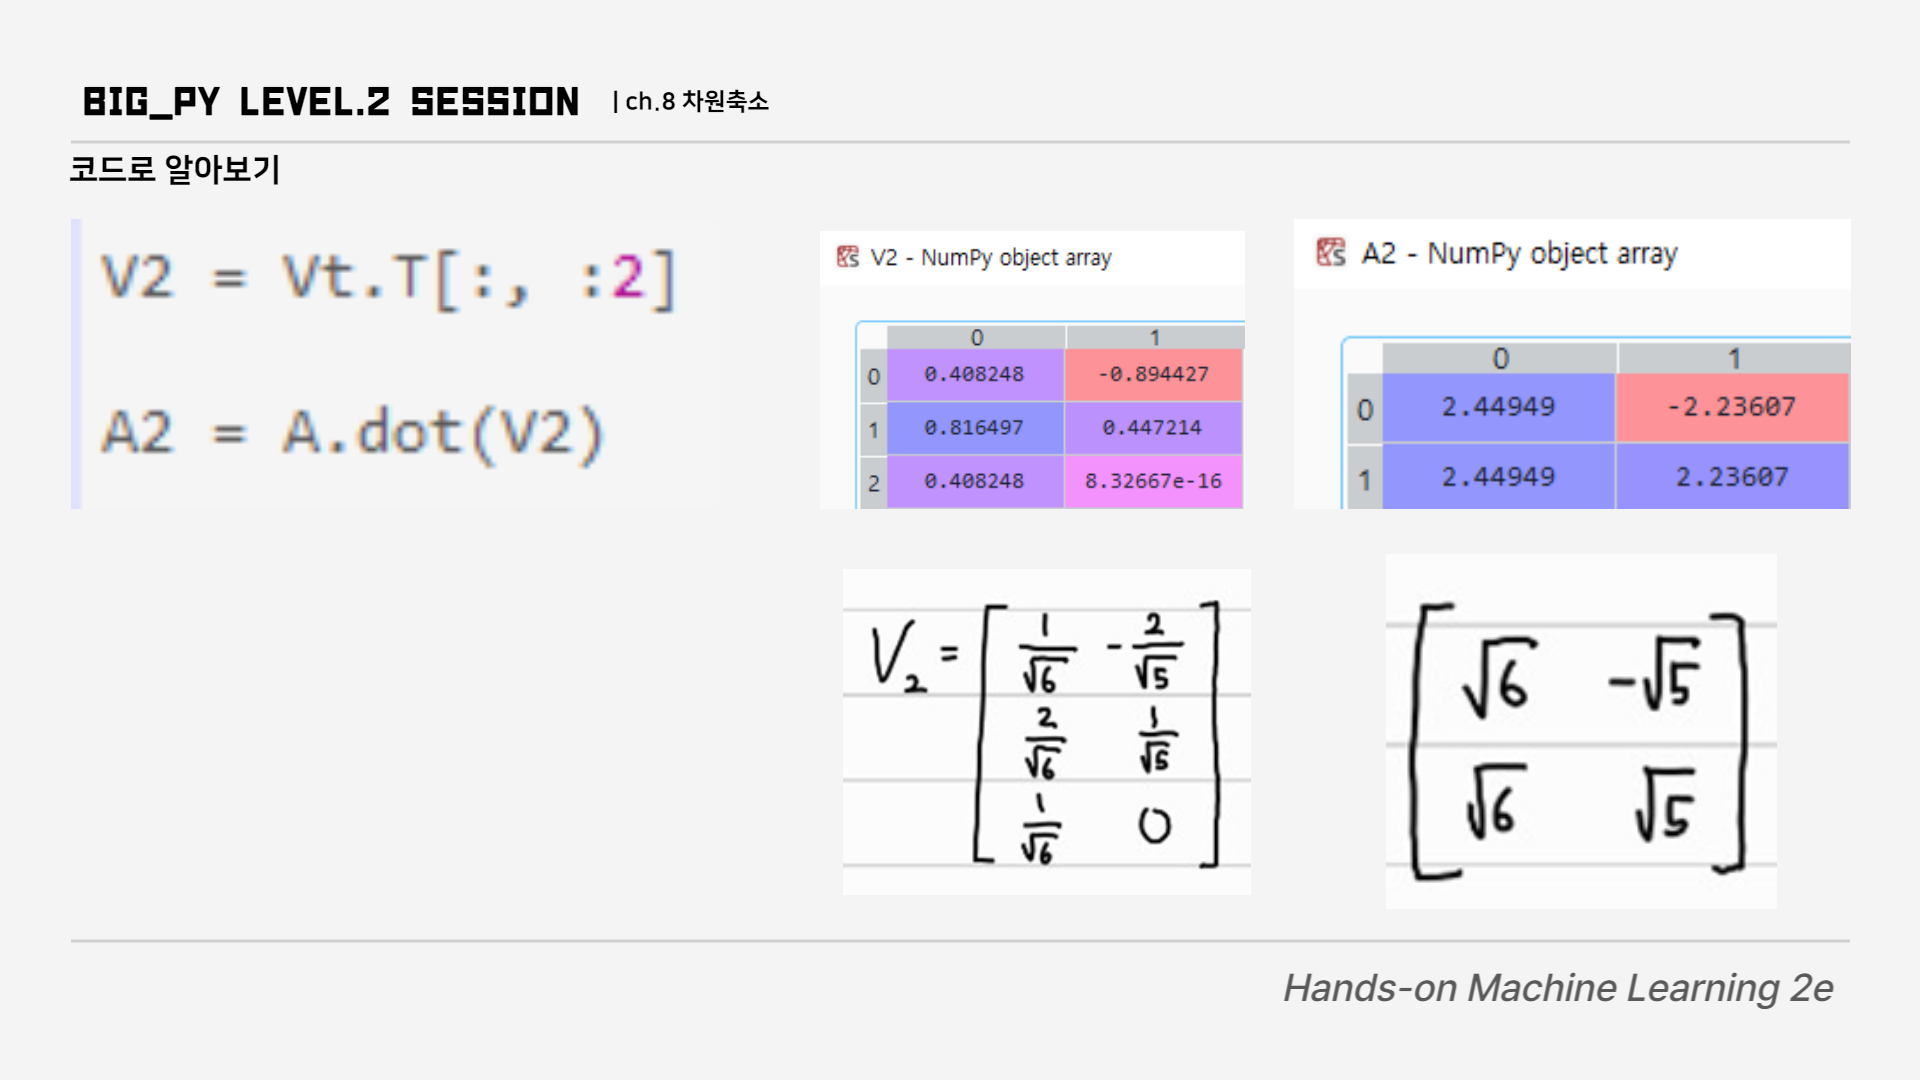 BIG_PY LEVEL.2 SESSION | ch.8 차원축소
코드로 알아보기
V2 = Vt.T[:, :2]
A2 = A.dot(V2)
V2 - NumPy object array
0 1
0 0.408248 -0.894427
1 0.816497 0.447214
2 0.408248 8.32667e-16
A2 - NumPy object array
0 1
0 2.44949 -2.23607
1 2.44949 2.23607
V₂ = [ 1/√6 -2/√5
2/√6 1/√5
1/√6 0 ]
[ √6 -√5
√6 √5 ]
Hands-on Machine Learning 2e